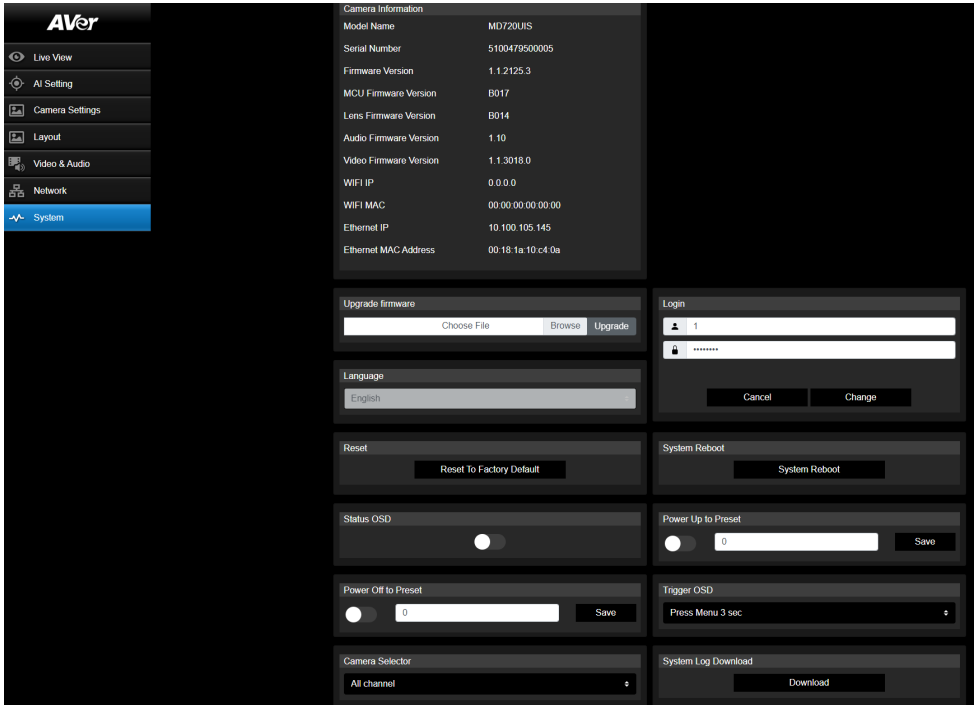 AVer
Live View
AI Setting
Camera Settings
Layout
Video & Audio
Network
System
Camera Information
Model Name MD720UIS
Serial Number 5100479500005
Firmware Version 1.1.2125.3
MCU Firmware Version B017
Lens Firmware Version B014
Audio Firmware Version 1.10
Video Firmware Version 1.1.3018.0
WIFI IP 0.0.0.0
WIFI MAC 00:00:00:00:00:00
Ethernet IP 10.100.105.145
Ethernet MAC Address 00:18:1a:10:c4:0a
Upgrade firmware
Choose File Browse Upgrade
Login
1
••••••••
Cancel Change
Language
English
Reset
Reset To Factory Default
System Reboot
System Reboot
Status OSD
Power Up to Preset
0 Save
Power Off to Preset
0 Save
Trigger OSD
Press Menu 3 sec
Camera Selector
All channel
System Log Download
Download